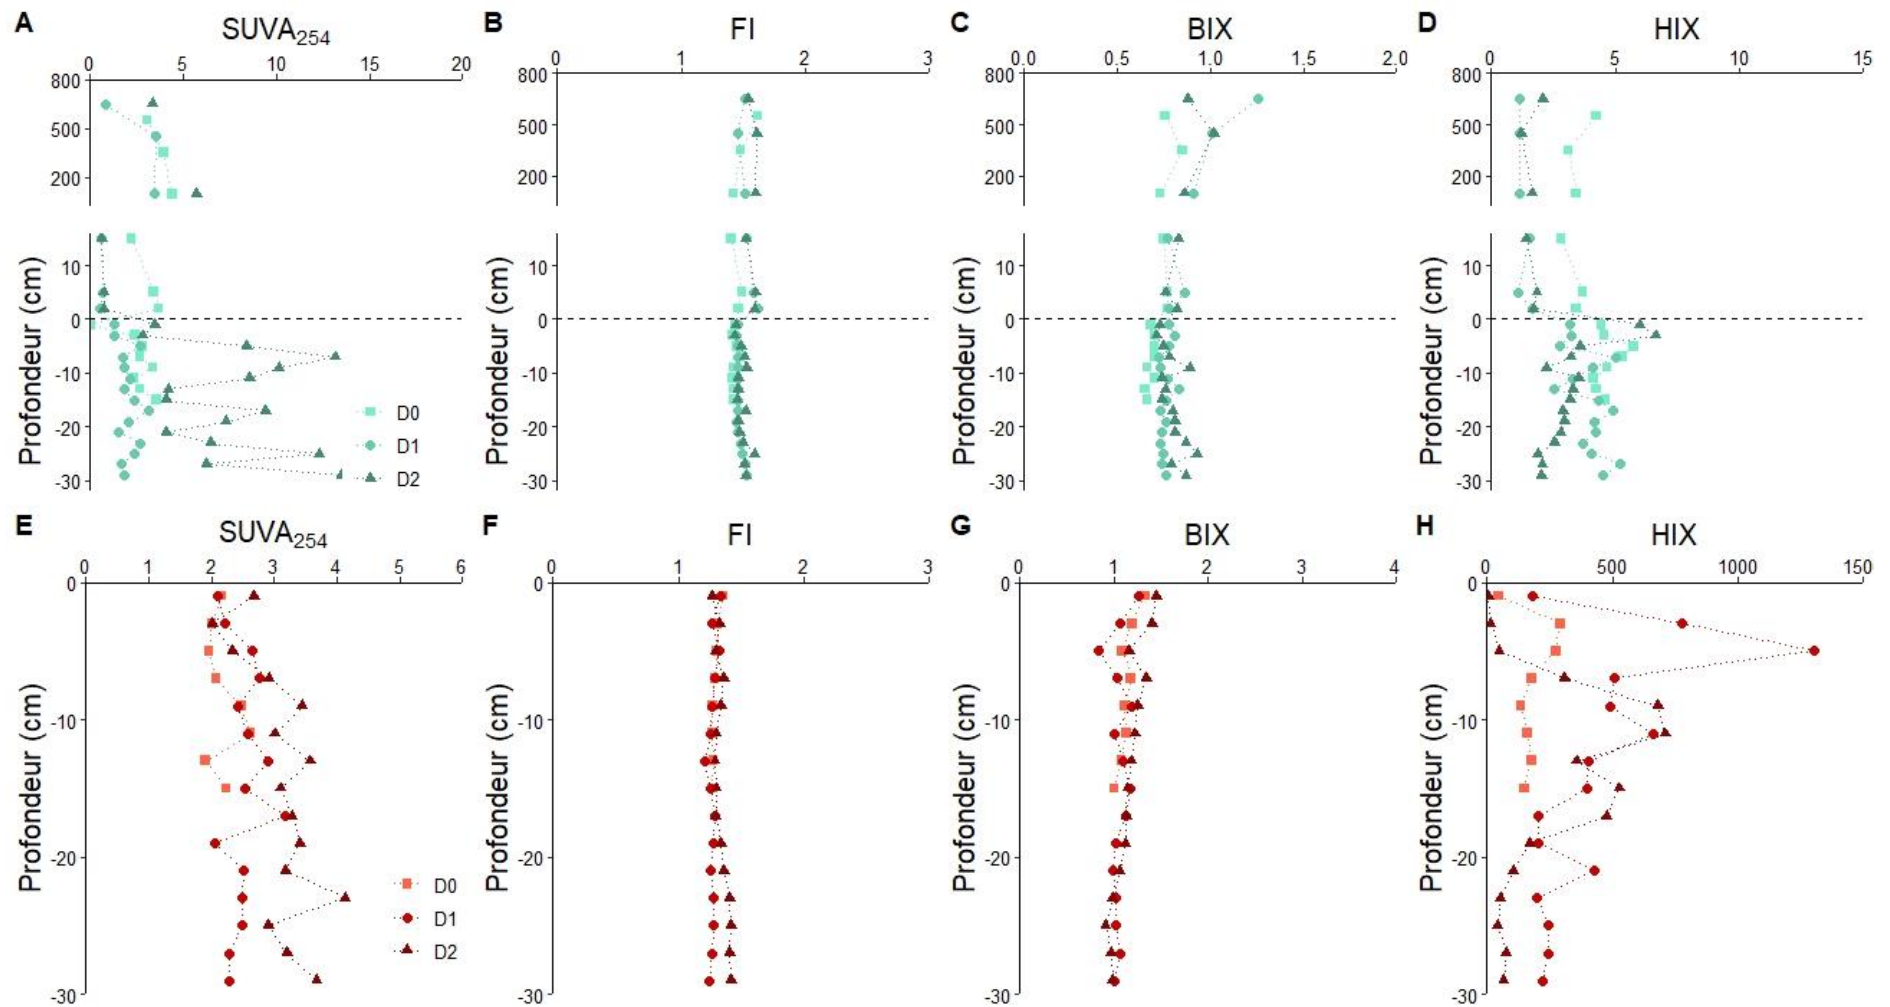 A SUVA254
0 5 10 15 20
800
500
200
10
0
-10
-20
-30
Profondeur (cm)
D0
D1
D2
B FI
0 1 2 3
800
500
200
10
0
-10
-20
-30
Profondeur (cm)
C BIX
0.0 0.5 1.0 1.5 2.0
800
500
200
10
0
-10
-20
-30
Profondeur (cm)
D HIX
0 5 10 15
800
500
200
10
0
-10
-20
-30
Profondeur (cm)
E SUVA254
0 1 2 3 4 5 6
0
-10
-20
-30
Profondeur (cm)
D0
D1
D2
F FI
0 1 2 3
0
-10
-20
-30
Profondeur (cm)
G BIX
0 1 2 3 4
0
-10
-20
-30
Profondeur (cm)
H HIX
0 500 1000 150
0
-10
-20
-30
Profondeur (cm)